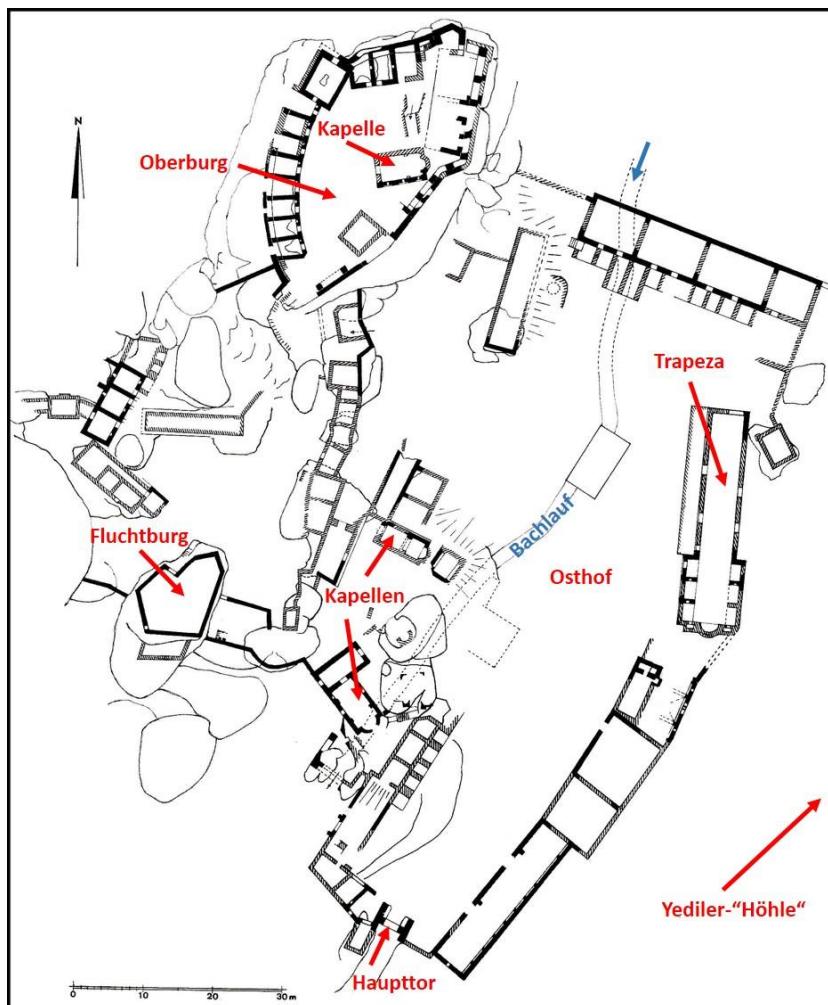 N
Kapelle
Oberburg
Trapeza
Fluchtburg
Bachlauf
Osthof
Kapellen
Yediler-“Höhle“
Haupttor
0
10
20
30 m